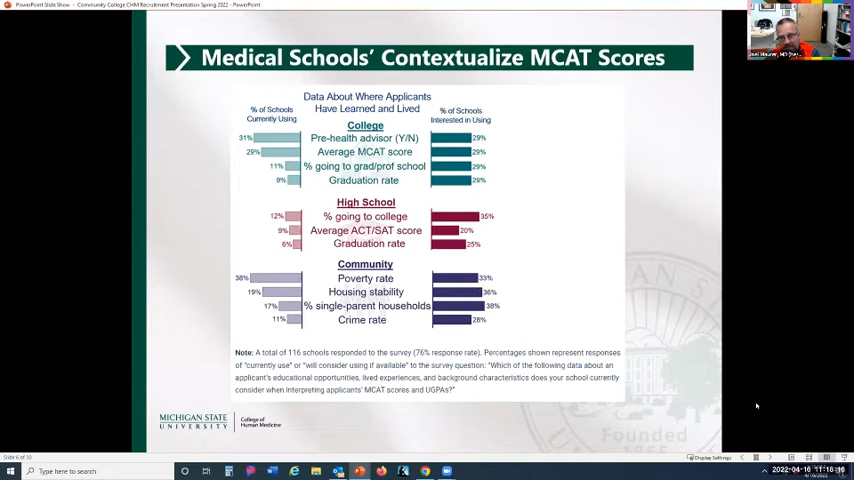 PowerPoint Slide Show - Community College CHM Recruitment Presentation Spring 2022 - PowerPoint
Medical Schools' Contextualize MCAT Scores
Data About Where Applicants
Have Learned and Lived
% of Schools
Currently Using
% of Schools
Interested in Using
College
31% Pre-health advisor (Y/N) 29%
29% Average MCAT score 29%
11% % going to grad/prof school 29%
9% Graduation rate 29%
High School
12% % going to college 35%
9% Average ACT/SAT score 20%
6% Graduation rate 25%
Community
38% Poverty rate 33%
19% Housing stability 36%
17% % single-parent households 38%
11% Crime rate 28%
Note: A total of 116 schools responded to the survey (76% response rate). Percentages shown represent responses
of "currently use" or "will consider using if available" to the survey question: "Which of the following data about an
applicant's educational opportunities, lived experiences, and background characteristics does your school currently
consider when interpreting applicants' MCAT scores and UGPAs?"
MICHIGAN STATE
UNIVERSITY
College of
Human Medicine
Founded
1855
Slide 6 of 30
Display Settings
Type here to search
2022-04-16 11:18:16